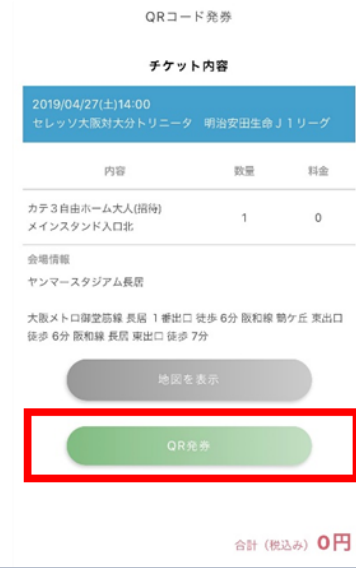 QRコード発券
チケット内容
2019/04/27(土)14:00
セレッソ大阪対大分トリニータ 明治安田生命Ｊ１リーグ
内容 数量 料金
カテ３自由ホーム大人(招待)
メインスタンド入口北
1 0
会場情報
ヤンマースタジアム長居
大阪メトロ御堂筋線 長居 １番出口 徒歩 6分 阪和線 鶴ケ丘 東出口
徒歩 6分 阪和線 長居 東出口 徒歩 7分
地図を表示
QR発券
合計（税込み）0円